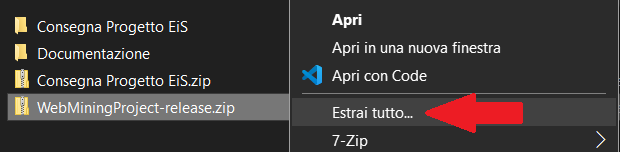 Consegna Progetto EiS
Documentazione
Consegna Progetto EiS.zip
WebMiningProject-release.zip
Apri
Apri in una nuova finestra
Apri con Code
Estrai tutto...
7-Zip